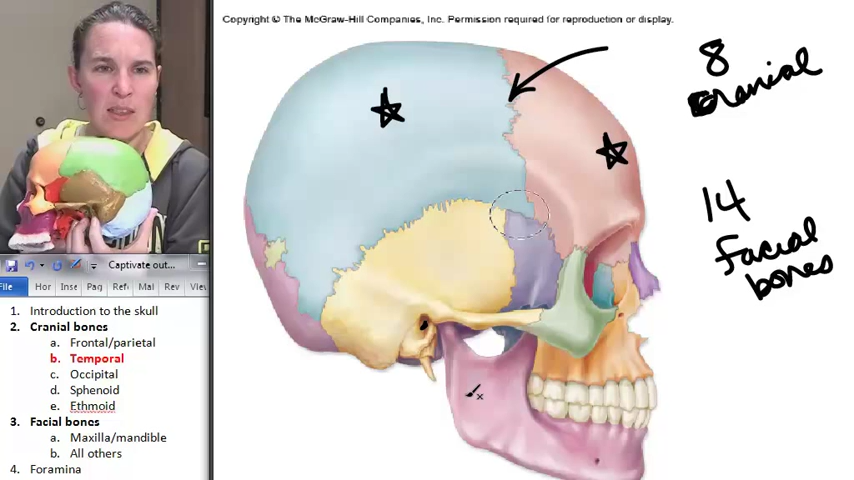 Copyright © The McGraw-Hill Companies, Inc. Permission required for reproduction or display.
8
cranial
14
facial
bones
Captivate out...
File
Hor
Inse
Pag
Refe
Mai
Rev
View
1. Introduction to the skull
2. Cranial bones
a. Frontal/parietal
b. Temporal
c. Occipital
d. Sphenoid
e. Ethmoid
3. Facial bones
a. Maxilla/mandible
b. All others
4. Foramina